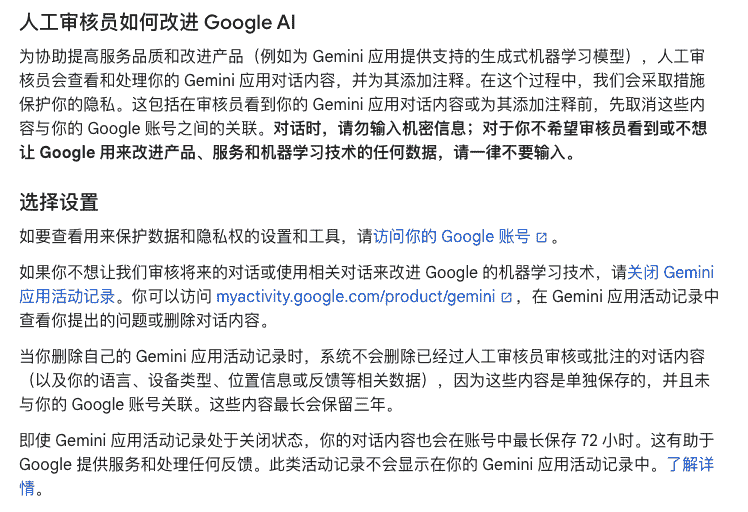 人工审核员如何改进 Google AI
为协助提高服务品质和改进产品（例如为 Gemini 应用提供支持的生成式机器学习模型），人工审
核员会查看和处理你的 Gemini 应用对话内容，并为其添加注释。在这个过程中，我们会采取措施
保护你的隐私。这包括在审核员看到你的 Gemini 应用对话内容或为其添加注释前，先取消这些内
容与你的 Google 账号之间的关联。对话时，请勿输入机密信息；对于你不希望审核员看到或不想
让 Google 用来改进产品、服务和机器学习技术的任何数据，请一律不要输入。
选择设置
如要查看用来保护数据和隐私权的设置和工具，请访问你的 Google 账号 。
如果你不想让我们审核将来的对话或使用相关对话来改进 Google 的机器学习技术，请关闭 Gemini
应用活动记录。你可以访问 myactivity.google.com/product/gemini ，在 Gemini 应用活动记录中
查看你提出的问题或删除对话内容。
当你删除自己的 Gemini 应用活动记录时，系统不会删除已经过人工审核员审核或批注的对话内容
（以及你的语言、设备类型、位置信息或反馈等相关数据），因为这些内容是单独保存的，并且未
与你的 Google 账号关联。这些内容最长会保留三年。
即使 Gemini 应用活动记录处于关闭状态，你的对话内容也会在账号中最长保存 72 小时。这有助于
Google 提供服务和处理任何反馈。此类活动记录不会显示在你的 Gemini 应用活动记录中。了解详
情。